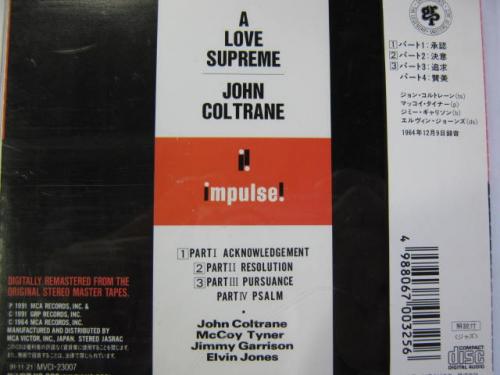 A
LOVE
SUPREME
JOHN
COLTRANE
impulse!
1 PART I ACKNOWLEDGEMENT
2 PART II RESOLUTION
3 PART III PURSUANCE
PART IV PSALM
•
John Coltrane
McCoy Tyner
Jimmy Garrison
Elvin Jones
DIGITALLY REMASTERED FROM THE
ORIGINAL STEREO MASTER TAPES.
P 1991 MCA RECORDS, INC. &
C 1991 GRP RECORDS, INC.
C 1964 MCA RECORDS, INC.
MANUFACTURED AND DISTRIBUTED BY
MCA VICTOR, INC., JAPAN. STEREO JASRAC
91・11・21 MVCI-23007
GRP
1 パート1:承認
2 パート2:決意
3 パート3:追求
パート4:賛美
ジョン・コルトレーン(ts)
マッコイ・タイナー(p)
ジミー・ギャリソン(b)
エルヴィン・ジョーンズ(ds)
1964年12月9日録音
4 988067 003256
解説付
〈ジャズ〉
COMPACT
disc
DIGITAL AUDIO